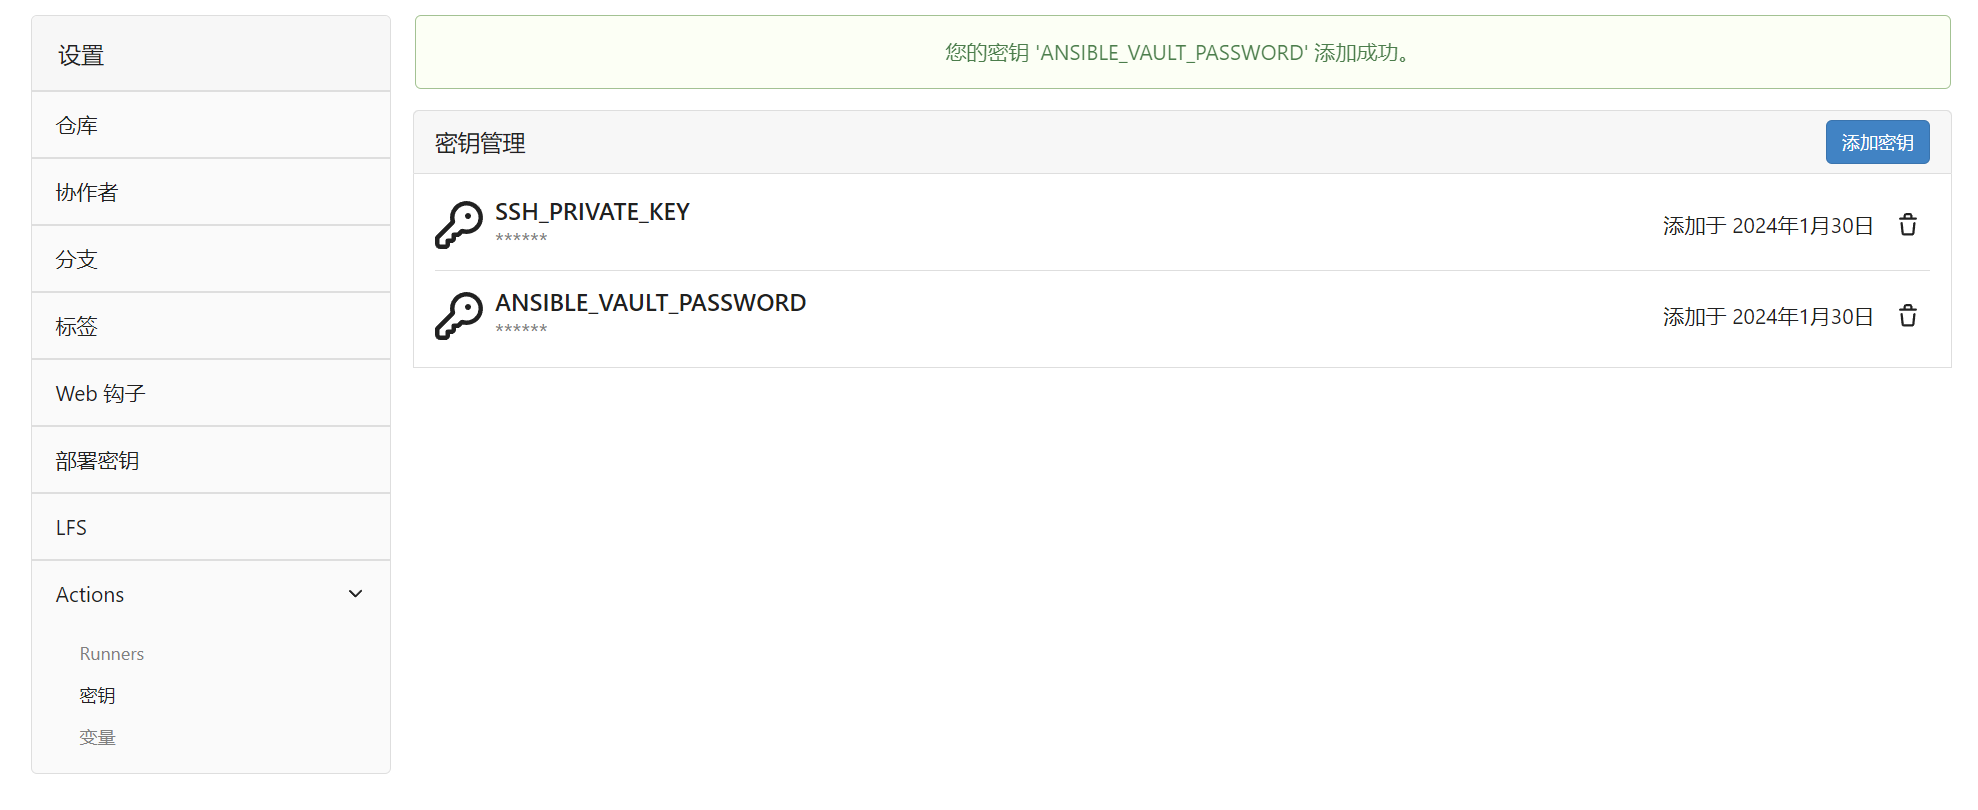 设置
仓库
协作者
分支
标签
Web 钩子
部署密钥
LFS
Actions
Runners
密钥
变量
您的密钥 'ANSIBLE_VAULT_PASSWORD' 添加成功。
密钥管理
添加密钥
SSH_PRIVATE_KEY
******
添加于 2024年1月30日
ANSIBLE_VAULT_PASSWORD
******
添加于 2024年1月30日